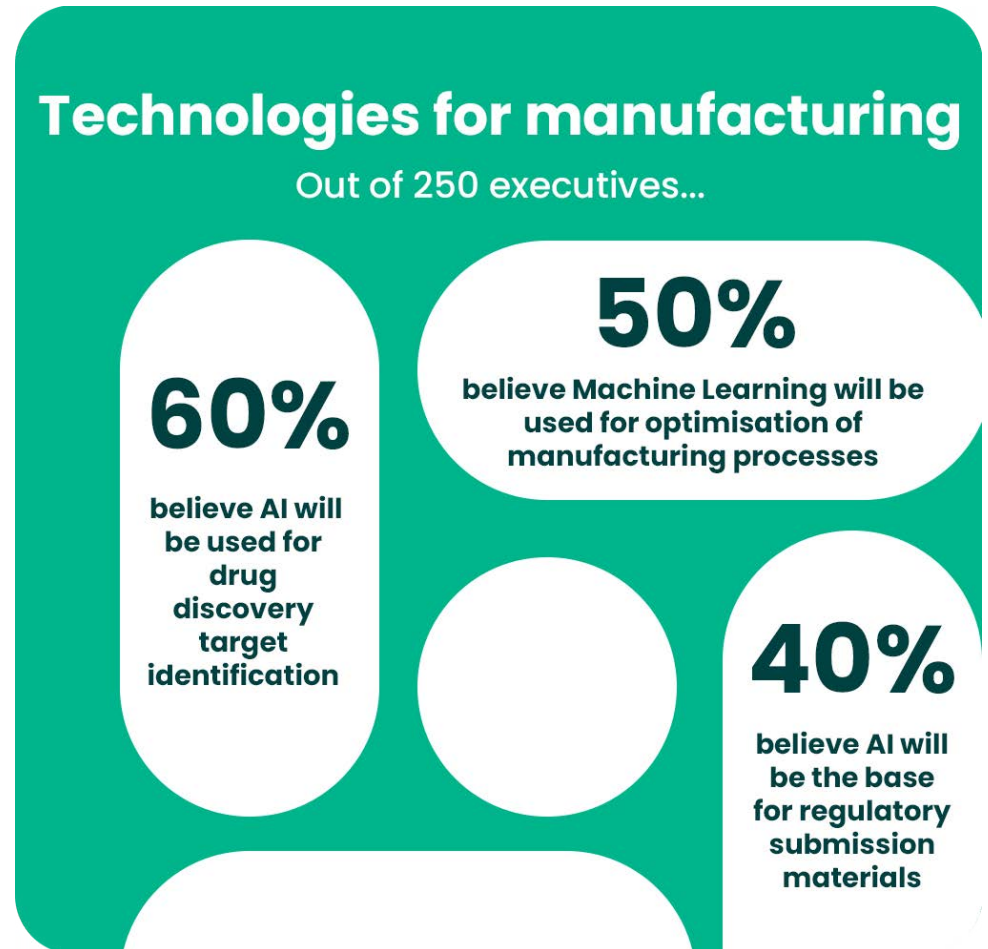 Technologies for manufacturing
Out of 250 executives...
60%
believe AI will
be used for
drug
discovery
target
identification
50%
believe Machine Learning will be
used for optimisation of
manufacturing processes
40%
believe AI will
be the base
for regulatory
submission
materials